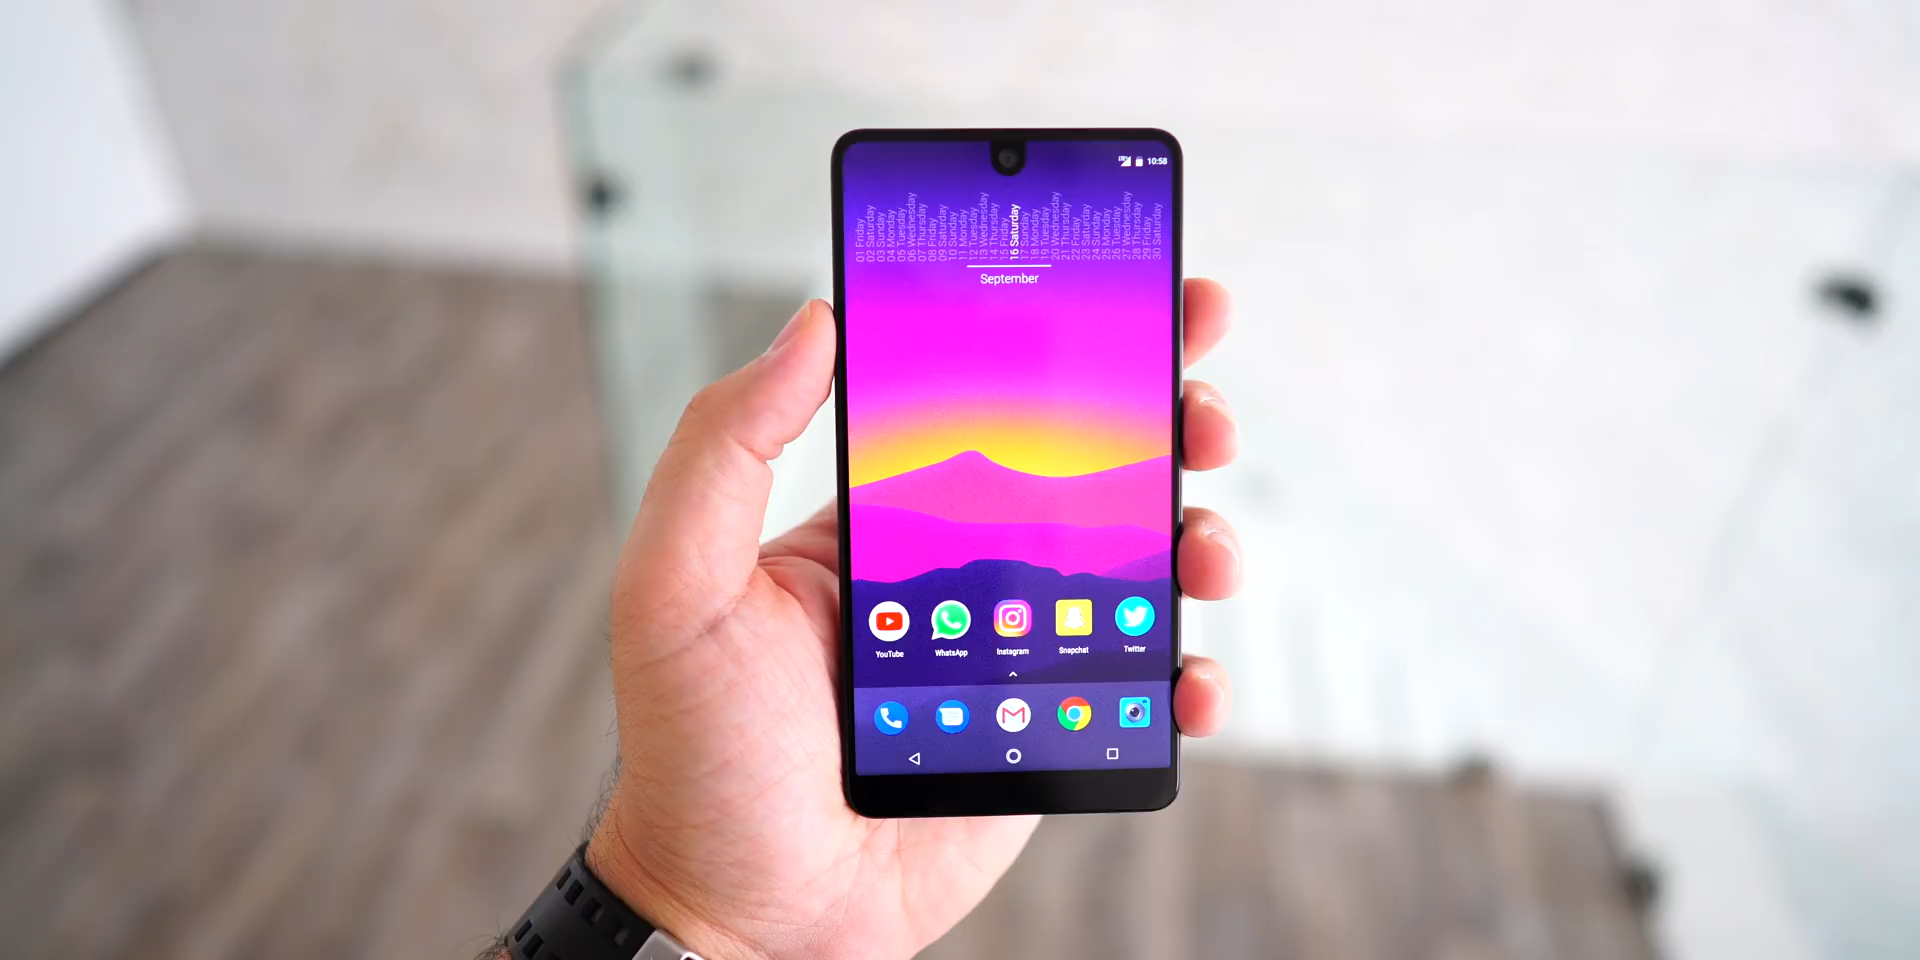 LTE 10:58
01 Friday
02 Saturday
03 Sunday
04 Monday
05 Tuesday
06 Wednesday
07 Thursday
08 Friday
09 Saturday
10 Sunday
11 Monday
12 Tuesday
13 Wednesday
14 Thursday
15 Friday
16 Saturday
17 Sunday
18 Monday
19 Tuesday
20 Wednesday
21 Thursday
22 Friday
23 Saturday
24 Sunday
25 Monday
26 Tuesday
27 Wednesday
28 Thursday
29 Friday
30 Saturday
September
YouTube WhatsApp Instagram Snapchat Twitter